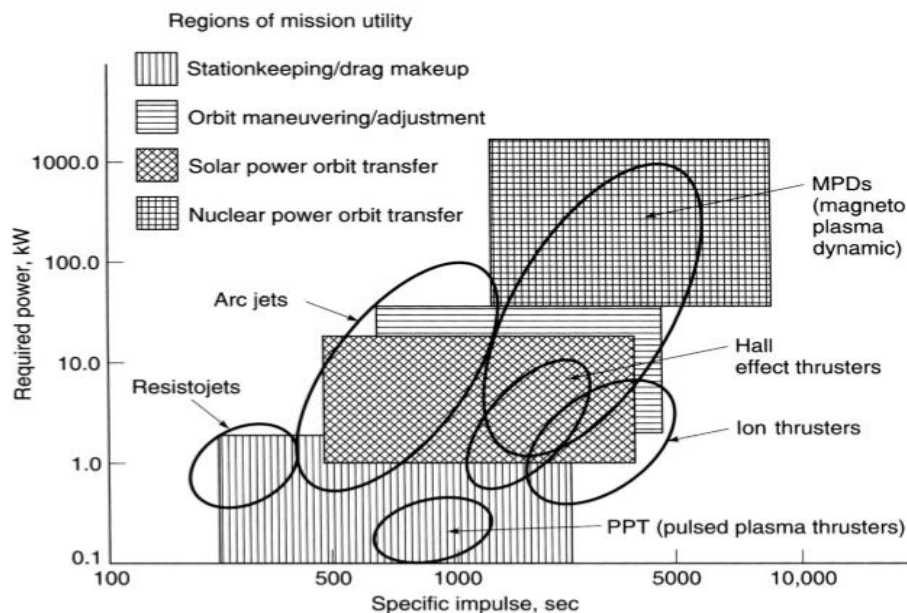 Regions of mission utility
Stationkeeping/drag makeup
Orbit maneuvering/adjustment
Solar power orbit transfer
Nuclear power orbit transfer
Required power, kW
1000.0
100.0
10.0
1.0
0.1
MPDs
(magneto
plasma
dynamic)
Arc jets
Hall
effect thrusters
Resistojets
Ion thrusters
PPT (pulsed plasma thrusters)
100
500
1000
5000
10,000
Specific impulse, sec